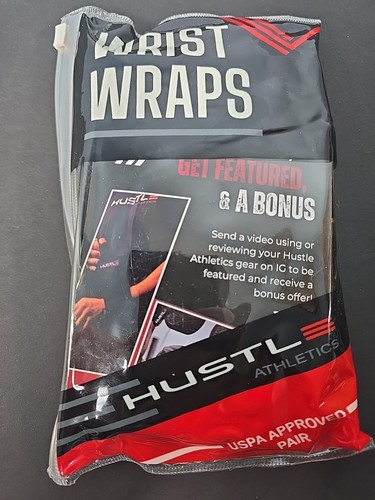 WRIST
WRAPS
GET FEATURED,
& A BONUS
Send a video using or
reviewing your Hustle
Athletics gear on IG to be
featured and receive a
bonus offer!
HUSTLE
HUSTLE
ATHLETICS
USPA APPROVED
PAIR